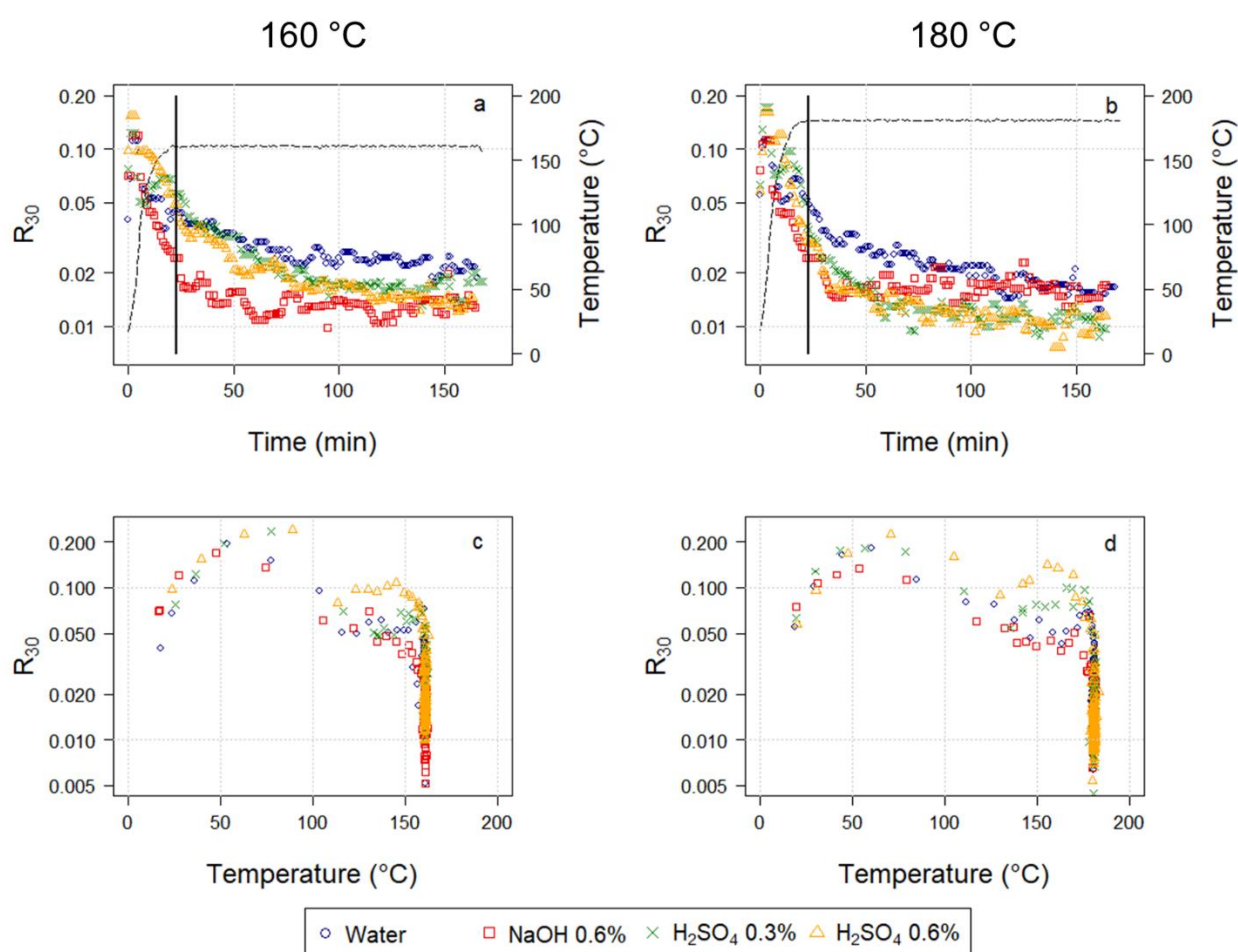 160 °C
180 °C
a
0.20
0.10
0.05
0.02
0.01
R₃₀
200
150
100
50
0
Temperature (°C)
0
50
100
150
Time (min)
b
0.20
0.10
0.05
0.02
0.01
R₃₀
200
150
100
50
0
Temperature (°C)
0
50
100
150
Time (min)
c
0.200
0.100
0.050
0.020
0.010
0.005
R₃₀
0
50
100
150
200
Temperature (°C)
d
0.200
0.100
0.050
0.020
0.010
0.005
R₃₀
0
50
100
150
200
Temperature (°C)
Water
NaOH 0.6%
H₂SO₄ 0.3%
H₂SO₄ 0.6%